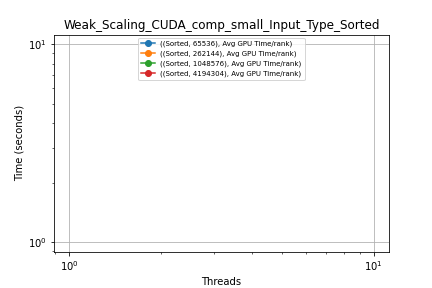 Weak_Scaling_CUDA_comp_small_Input_Type_Sorted
((Sorted, 65536), Avg GPU Time/rank)
((Sorted, 262144), Avg GPU Time/rank)
((Sorted, 1048576), Avg GPU Time/rank)
((Sorted, 4194304), Avg GPU Time/rank)
Time (seconds)
10¹
10⁰
10⁰ 10¹
Threads